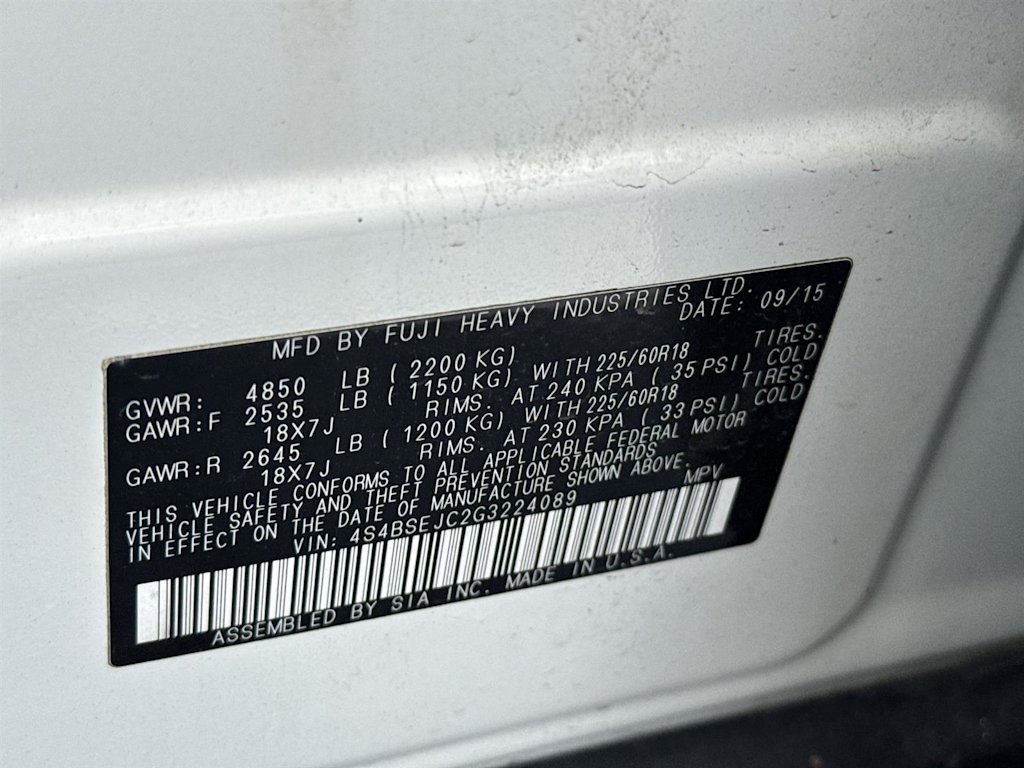 MFD BY FUJI HEAVY INDUSTRIES LTD.
DATE: 09/15
GVWR: 4850 LB (2200 KG)
GAWR:F 2535 LB (1150 KG) WITH 225/60R18 TIRES.
18X7J RIMS. AT 240 KPA (35 PSI) COLD
GAWR:R 2645 LB (1200 KG) WITH 225/60R18 TIRES.
18X7J RIMS. AT 230 KPA (33 PSI) COLD
THIS VEHICLE CONFORMS TO ALL APPLICABLE FEDERAL MOTOR
VEHICLE SAFETY AND THEFT PREVENTION STANDARDS
IN EFFECT ON THE DATE OF MANUFACTURE SHOWN ABOVE.
VIN: 4S4BSEJC2G3224089 MPV
ASSEMBLED BY SIA INC. MADE IN U.S.A.